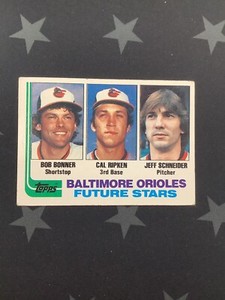 BOB BONNER
Shortstop
CAL RIPKEN
3rd Base
JEFF SCHNEIDER
Pitcher
TOPPS
BALTIMORE ORIOLES
FUTURE STARS